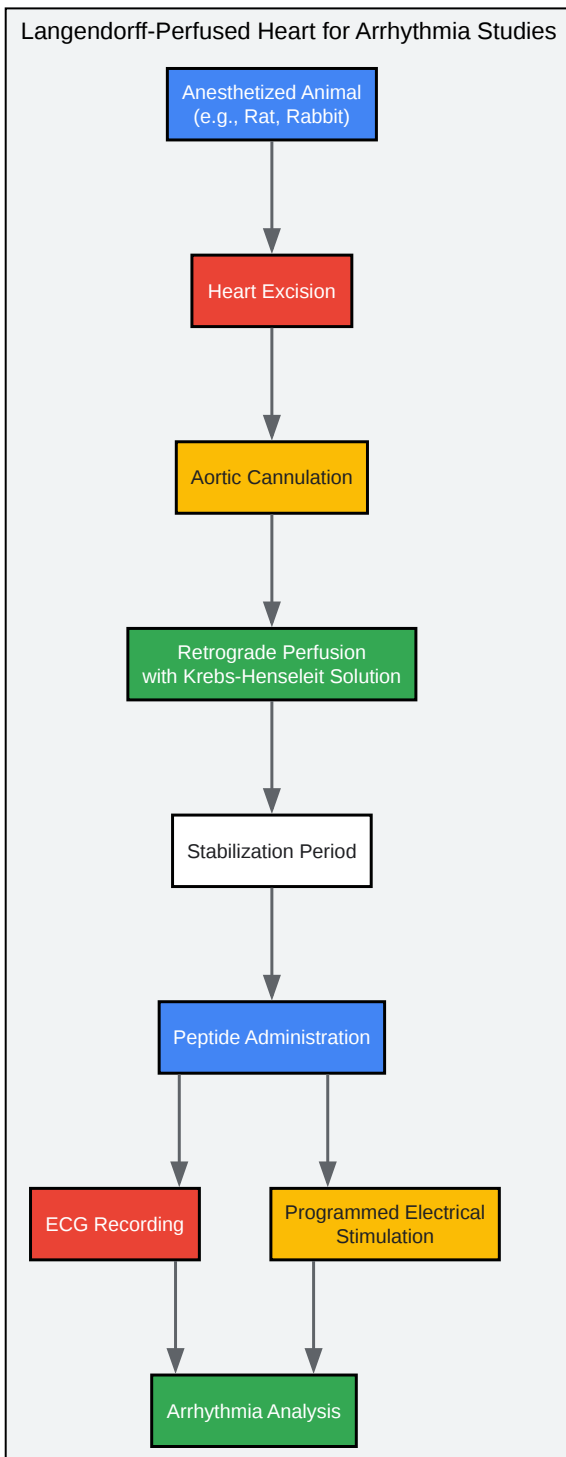 Langendorff-Perfused Heart for Arrhythmia Studies
Anesthetized Animal
(e.g., Rat, Rabbit)
Heart Excision
Aortic Cannulation
Retrograde Perfusion
with Krebs-Henseleit Solution
Stabilization Period
Peptide Administration
ECG Recording
Programmed Electrical
Stimulation
Arrhythmia Analysis